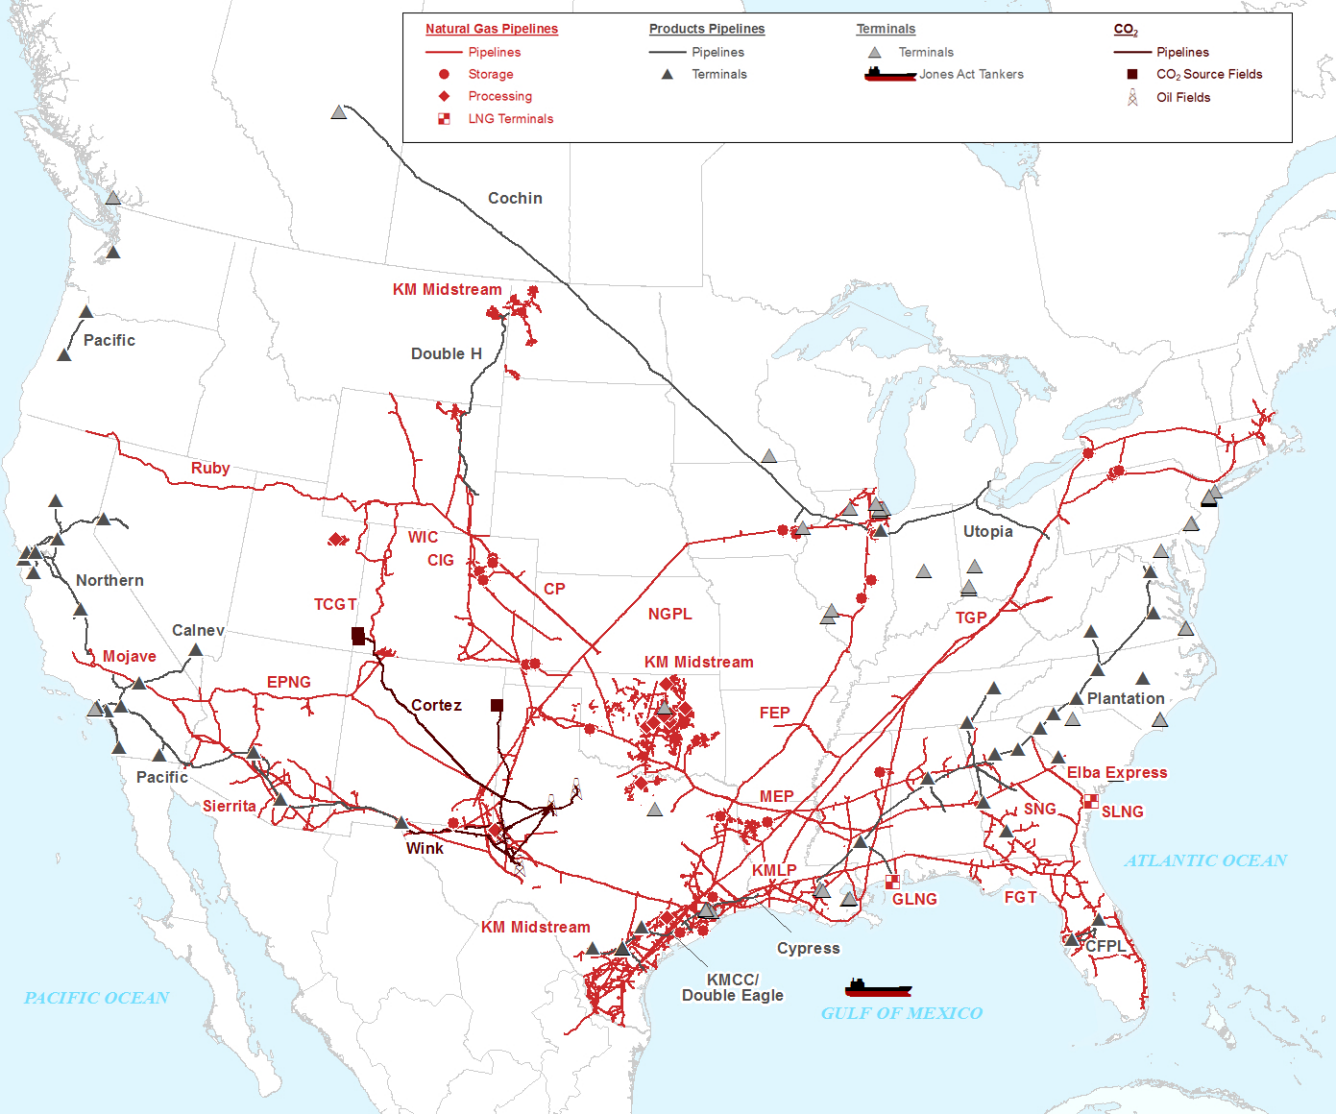 Natural Gas Pipelines
Pipelines
Storage
Processing
LNG Terminals
Products Pipelines
Pipelines
Terminals
Terminals
Terminals
Jones Act Tankers
CO₂
Pipelines
CO₂ Source Fields
Oil Fields
Cochin
KM Midstream
Pacific
Double H
Ruby
WIC
Utopia
CIG
Northern
CP
TCGT
NGPL
TGP
Calnev
Mojave
KM Midstream
EPNG
Plantation
Cortez
FEP
Pacific
Elba Express
MEP
Sierrita
SNG
SLNG
Wink
ATLANTIC OCEAN
KMLP
GLNG
FGT
KM Midstream
Cypress
CFPL
KMCC/
Double Eagle
PACIFIC OCEAN
GULF OF MEXICO